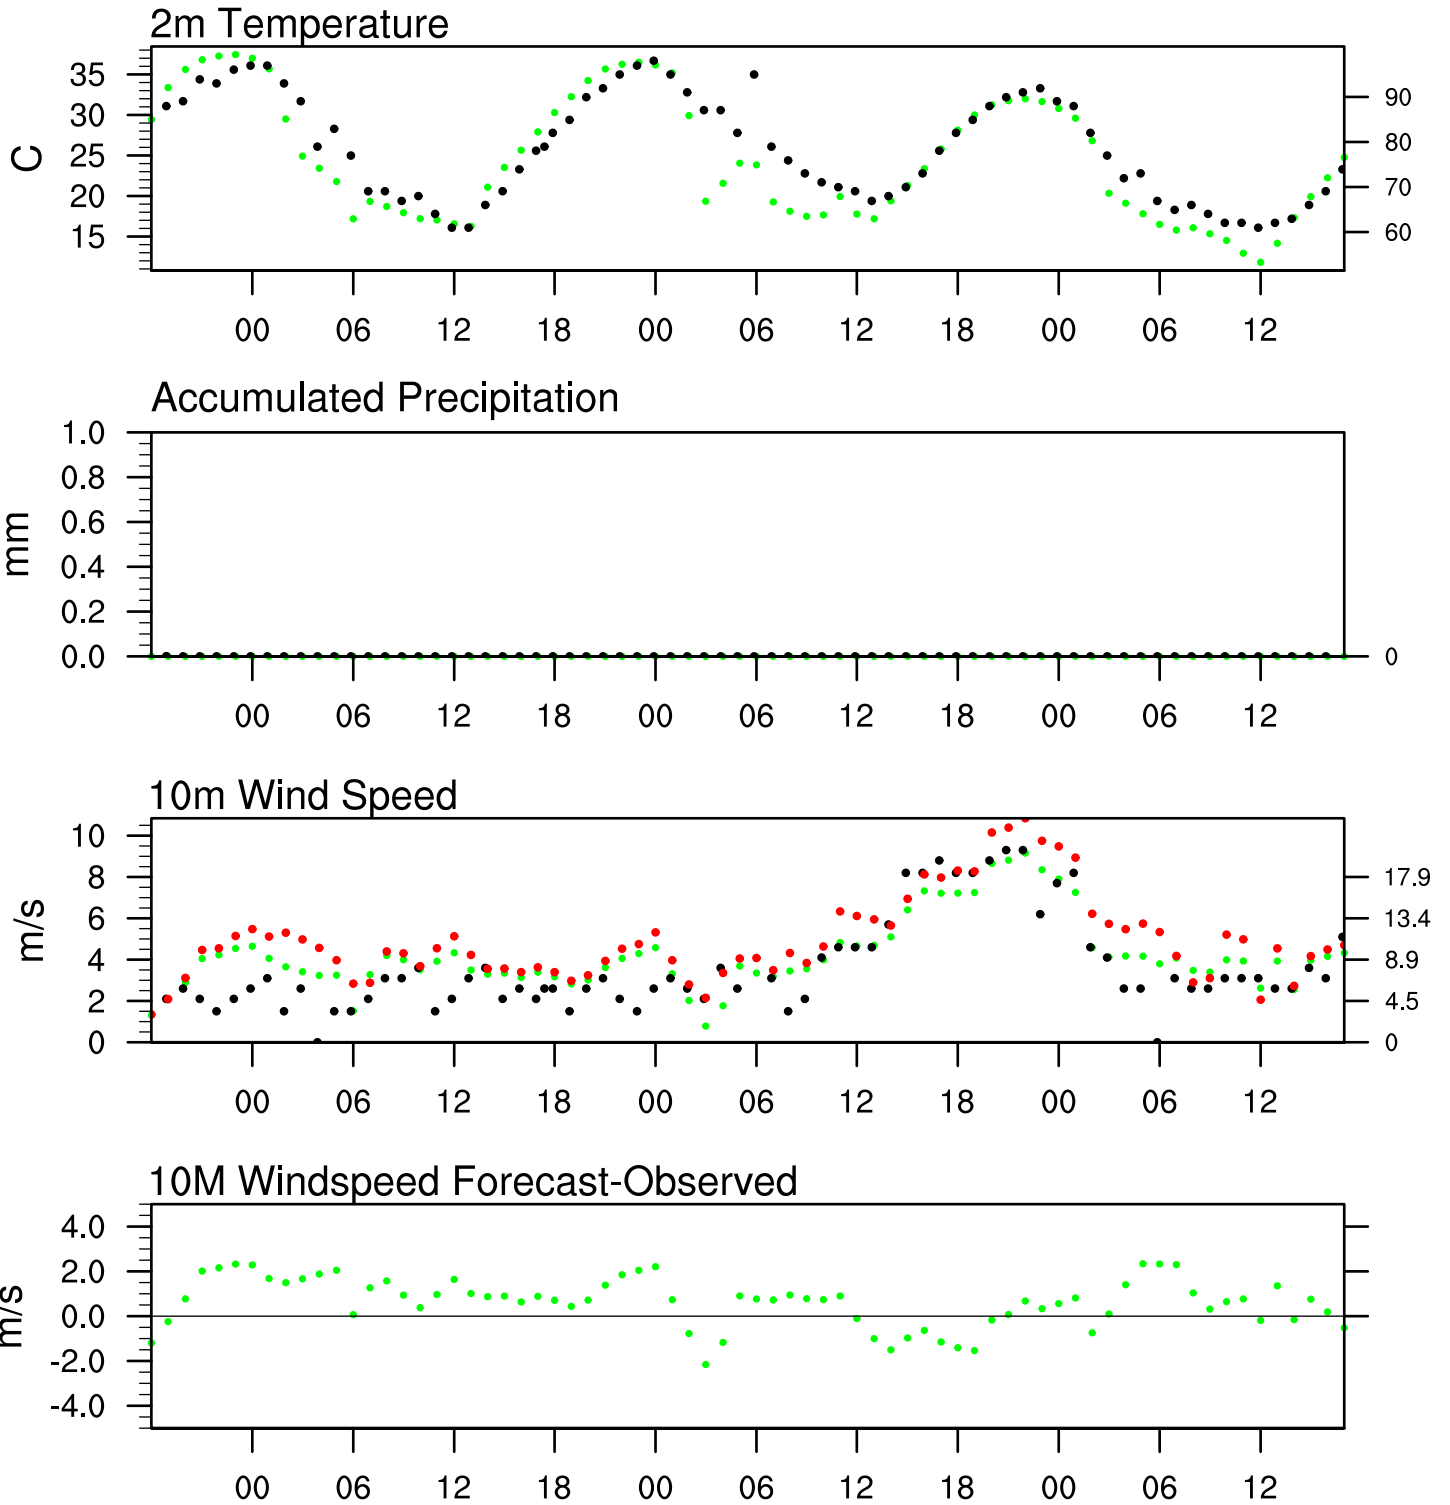 2m Temperature
C
35
30
25
20
15
90
80
70
60
00 06 12 18 00 06 12 18 00 06 12
Accumulated Precipitation
mm
1.0
0.8
0.6
0.4
0.2
0.0
0
00 06 12 18 00 06 12 18 00 06 12
10m Wind Speed
m/s
10
8
6
4
2
0
17.9
13.4
8.9
4.5
0
00 06 12 18 00 06 12 18 00 06 12
10M Windspeed Forecast-Observed
m/s
4.0
2.0
0.0
-2.0
-4.0
00 06 12 18 00 06 12 18 00 06 12